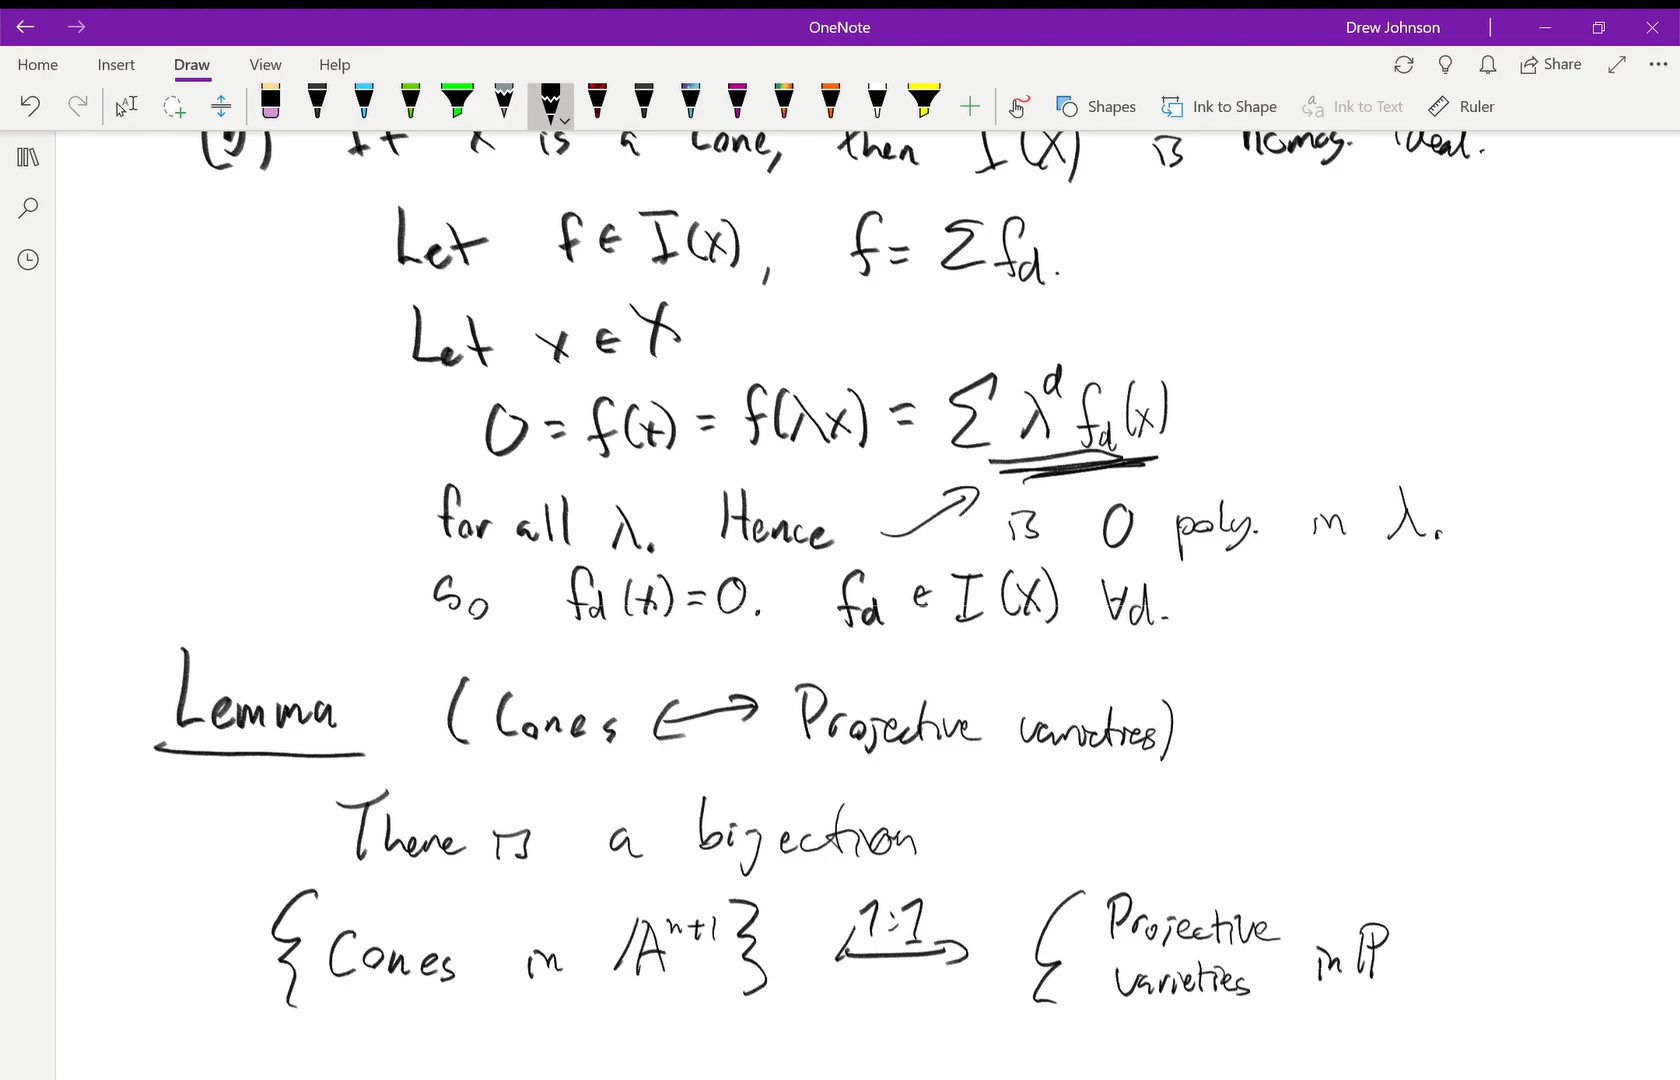 OneNote
Drew Johnson
Home Insert Draw View Help
Share
Shapes Ink to Shape Ink to Text Ruler
If X is a cone, then I(X) is homog. ideal.
Let f ∈ I(X), f = Σ f_d.
Let x ∈ X
0 = f(x) = f(λx) = Σ λ^d f_d(x)
for all λ. Hence ↗ is 0 poly. in λ.
So f_d(x) = 0. f_d ∈ I(X) ∀d.
Lemma (Cones ⟷ Projective varieties)
There is a bijection
{Cones in 𝔸^{n+1}} ⟷ 1:1 { Projective varieties in ℙ